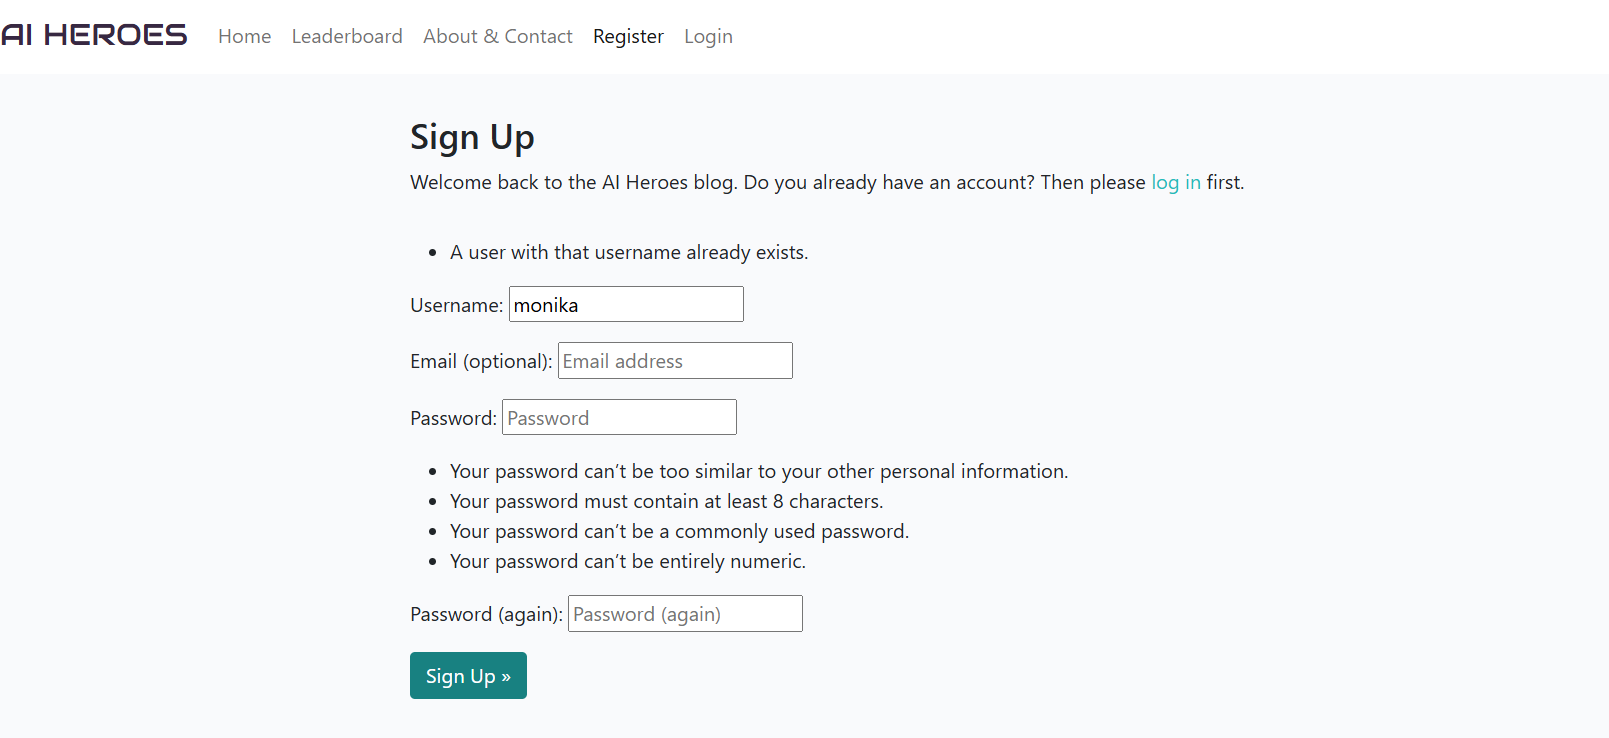 AI HEROES Home Leaderboard About & Contact Register Login
Sign Up
Welcome back to the AI Heroes blog. Do you already have an account? Then please log in first.
• A user with that username already exists.
Username: monika
Email (optional): Email address
Password: Password
• Your password can’t be too similar to your other personal information.
• Your password must contain at least 8 characters.
• Your password can’t be a commonly used password.
• Your password can’t be entirely numeric.
Password (again): Password (again)
Sign Up »